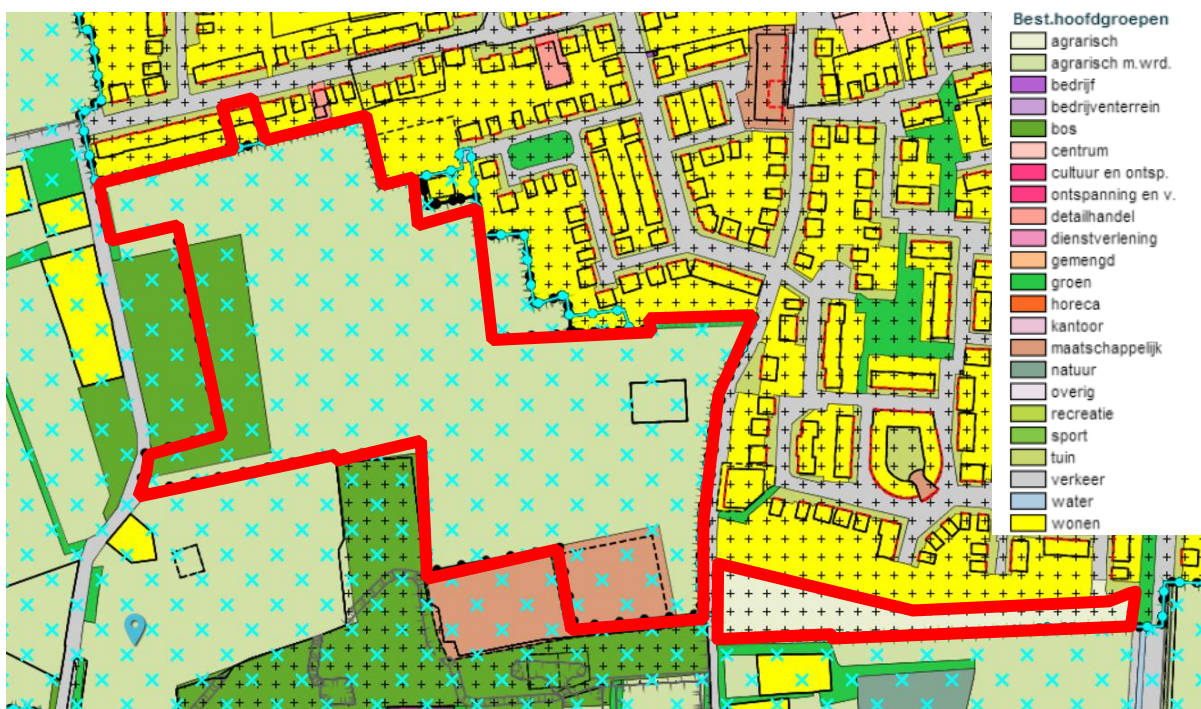 Best.hoofdgroepen
agrarisch
agrarisch m.wrd.
bedrijf
bedrijventerrein
bos
centrum
cultuur en ontsp.
ontspanning en v.
detailhandel
dienstverlening
gemengd
groen
horeca
kantoor
maatschappelijk
natuur
overig
recreatie
sport
tuin
verkeer
water
wonen